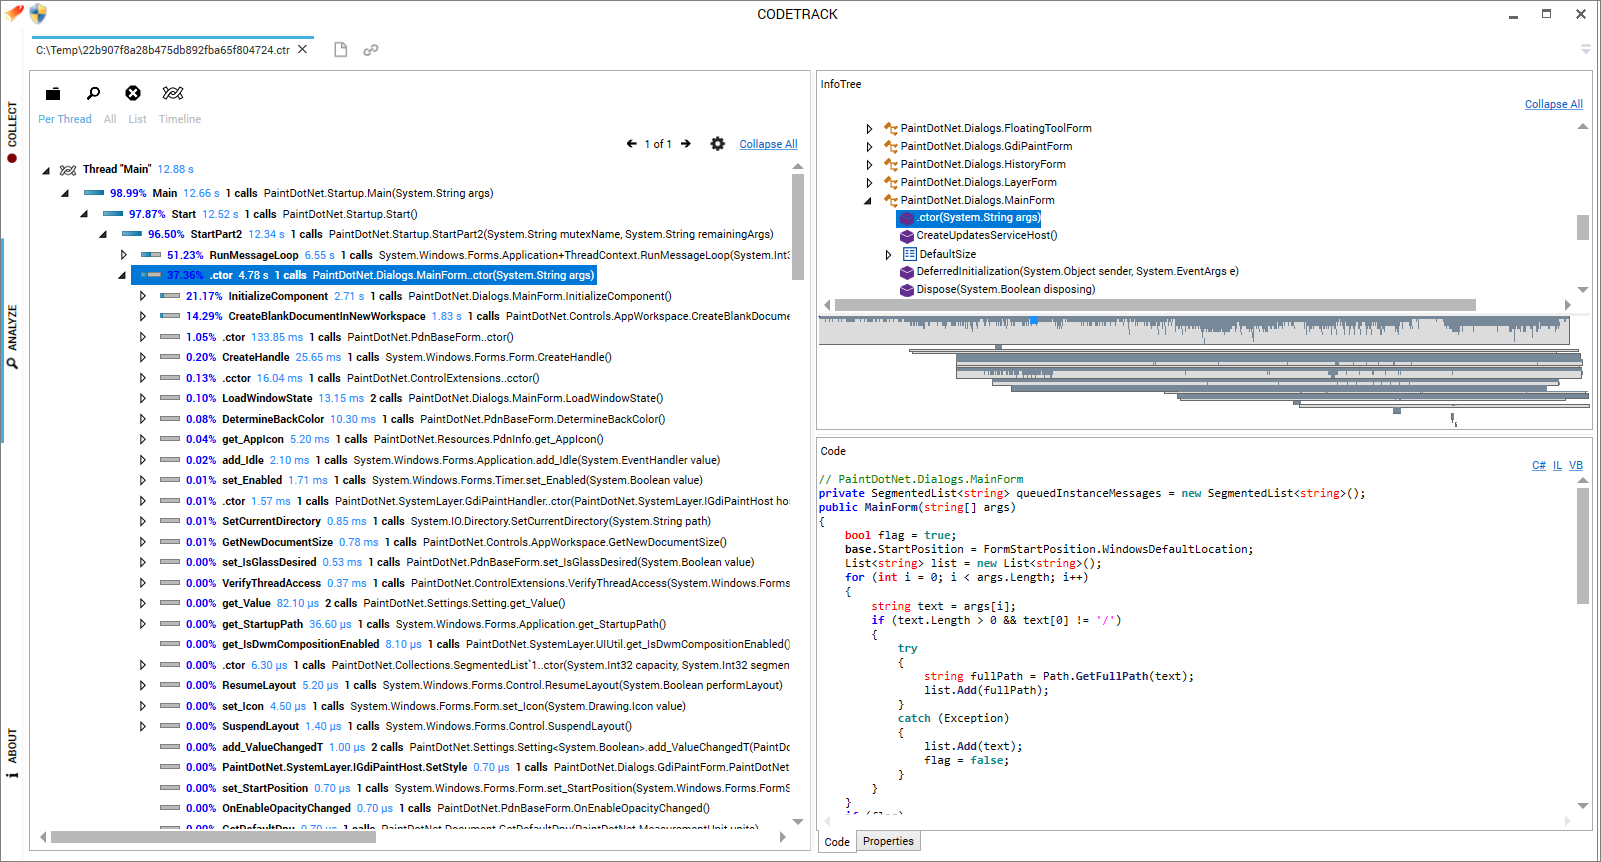 CODETRACK
C:\Temp\22b907f8a28b475db892fba65f804724.ctr
COLLECT
ANALYZE
ABOUT
Per Thread All List Timeline
1 of 1 Collapse All
Thread "Main" 12.88 s
98.99% Main 12.66 s 1 calls PaintDotNet.Startup.Main(System.String args)
97.87% Start 12.52 s 1 calls PaintDotNet.Startup.Start()
96.50% StartPart2 12.34 s 1 calls PaintDotNet.Startup.StartPart2(System.String mutexName, System.String remainingArgs)
51.23% RunMessageLoop 6.55 s 1 calls System.Windows.Forms.Application+ThreadContext.RunMessageLoop(System.Int3
37.36% .ctor 4.78 s 1 calls PaintDotNet.Dialogs.MainForm..ctor(System.String args)
21.17% InitializeComponent 2.71 s 1 calls PaintDotNet.Dialogs.MainForm.InitializeComponent()
14.29% CreateBlankDocumentInNewWorkspace 1.83 s 1 calls PaintDotNet.Controls.AppWorkspace.CreateBlankDocume
1.05% .ctor 133.85 ms 1 calls PaintDotNet.PdnBaseForm..ctor()
0.20% CreateHandle 25.65 ms 1 calls System.Windows.Forms.Form.CreateHandle()
0.13% .cctor 16.04 ms 1 calls PaintDotNet.ControlExtensions..cctor()
0.10% LoadWindowState 13.15 ms 2 calls PaintDotNet.Dialogs.MainForm.LoadWindowState()
0.08% DetermineBackColor 10.30 ms 1 calls PaintDotNet.PdnBaseForm.DetermineBackColor()
0.04% get_AppIcon 5.20 ms 1 calls PaintDotNet.Resources.PdnInfo.get_AppIcon()
0.02% add_Idle 2.10 ms 1 calls System.Windows.Forms.Application.add_Idle(System.EventHandler value)
0.01% set_Enabled 1.71 ms 1 calls System.Windows.Forms.Timer.set_Enabled(System.Boolean value)
0.01% .ctor 1.57 ms 1 calls PaintDotNet.SystemLayer.GdiPaintHandler..ctor(PaintDotNet.SystemLayer.IGdiPaintHost ho
0.01% SetCurrentDirectory 0.85 ms 1 calls System.IO.Directory.SetCurrentDirectory(System.String path)
0.01% GetNewDocumentSize 0.78 ms 1 calls PaintDotNet.Controls.AppWorkspace.GetNewDocumentSize()
0.00% set_IsGlassDesired 0.53 ms 1 calls PaintDotNet.PdnBaseForm.set_IsGlassDesired(System.Boolean value)
0.00% VerifyThreadAccess 0.37 ms 1 calls PaintDotNet.ControlExtensions.VerifyThreadAccess(System.Windows.Forms
0.00% get_Value 82.10 µs 2 calls PaintDotNet.Settings.Setting.get_Value()
0.00% get_StartupPath 36.60 µs 1 calls System.Windows.Forms.Application.get_StartupPath()
0.00% get_IsDwmCompositionEnabled 8.10 µs 1 calls PaintDotNet.SystemLayer.UIUtil.get_IsDwmCompositionEnabled()
0.00% .ctor 6.30 µs 1 calls PaintDotNet.Collections.SegmentedList`1..ctor(System.Int32 capacity, System.Int32 segmen
0.00% ResumeLayout 5.20 µs 1 calls System.Windows.Forms.Control.ResumeLayout(System.Boolean performLayout)
0.00% set_Icon 4.50 µs 1 calls System.Windows.Forms.Form.set_Icon(System.Drawing.Icon value)
0.00% SuspendLayout 1.40 µs 1 calls System.Windows.Forms.Control.SuspendLayout()
0.00% add_ValueChangedT 1.00 µs 2 calls PaintDotNet.Settings.Setting<System.Boolean>.add_ValueChangedT(PaintDo
0.00% PaintDotNet.SystemLayer.IGdiPaintHost.SetStyle 0.70 µs 1 calls PaintDotNet.Dialogs.GdiPaintForm.PaintDotNet
0.00% set_StartPosition 0.70 µs 1 calls System.Windows.Forms.Form.set_StartPosition(System.Windows.Forms.FormS
0.00% OnEnableOpacityChanged 0.70 µs 1 calls PaintDotNet.PdnBaseForm.OnEnableOpacityChanged()
0.00% GetDefaultDpu 0.70 µs 1 calls PaintDotNet.Document.GetDefaultDpu(PaintDotNet.MeasurementUnit units)
InfoTree
Collapse All
PaintDotNet.Dialogs.FloatingToolForm
PaintDotNet.Dialogs.GdiPaintForm
PaintDotNet.Dialogs.HistoryForm
PaintDotNet.Dialogs.LayerForm
PaintDotNet.Dialogs.MainForm
.ctor(System.String args)
CreateUpdatesServiceHost()
DefaultSize
DeferredInitialization(System.Object sender, System.EventArgs e)
Dispose(System.Boolean disposing)
Code
C# IL VB
// PaintDotNet.Dialogs.MainForm
private SegmentedList<string> queuedInstanceMessages = new SegmentedList<string>();
public MainForm(string[] args)
{
bool flag = true;
base.StartPosition = FormStartPosition.WindowsDefaultLocation;
List<string> list = new List<string>();
for (int i = 0; i < args.Length; i++)
{
string text = args[i];
if (text.Length > 0 && text[0] != '/')
{
try
{
string fullPath = Path.GetFullPath(text);
list.Add(fullPath);
}
catch (Exception)
{
list.Add(text);
flag = false;
}
}
}
if (flag)
Code Properties